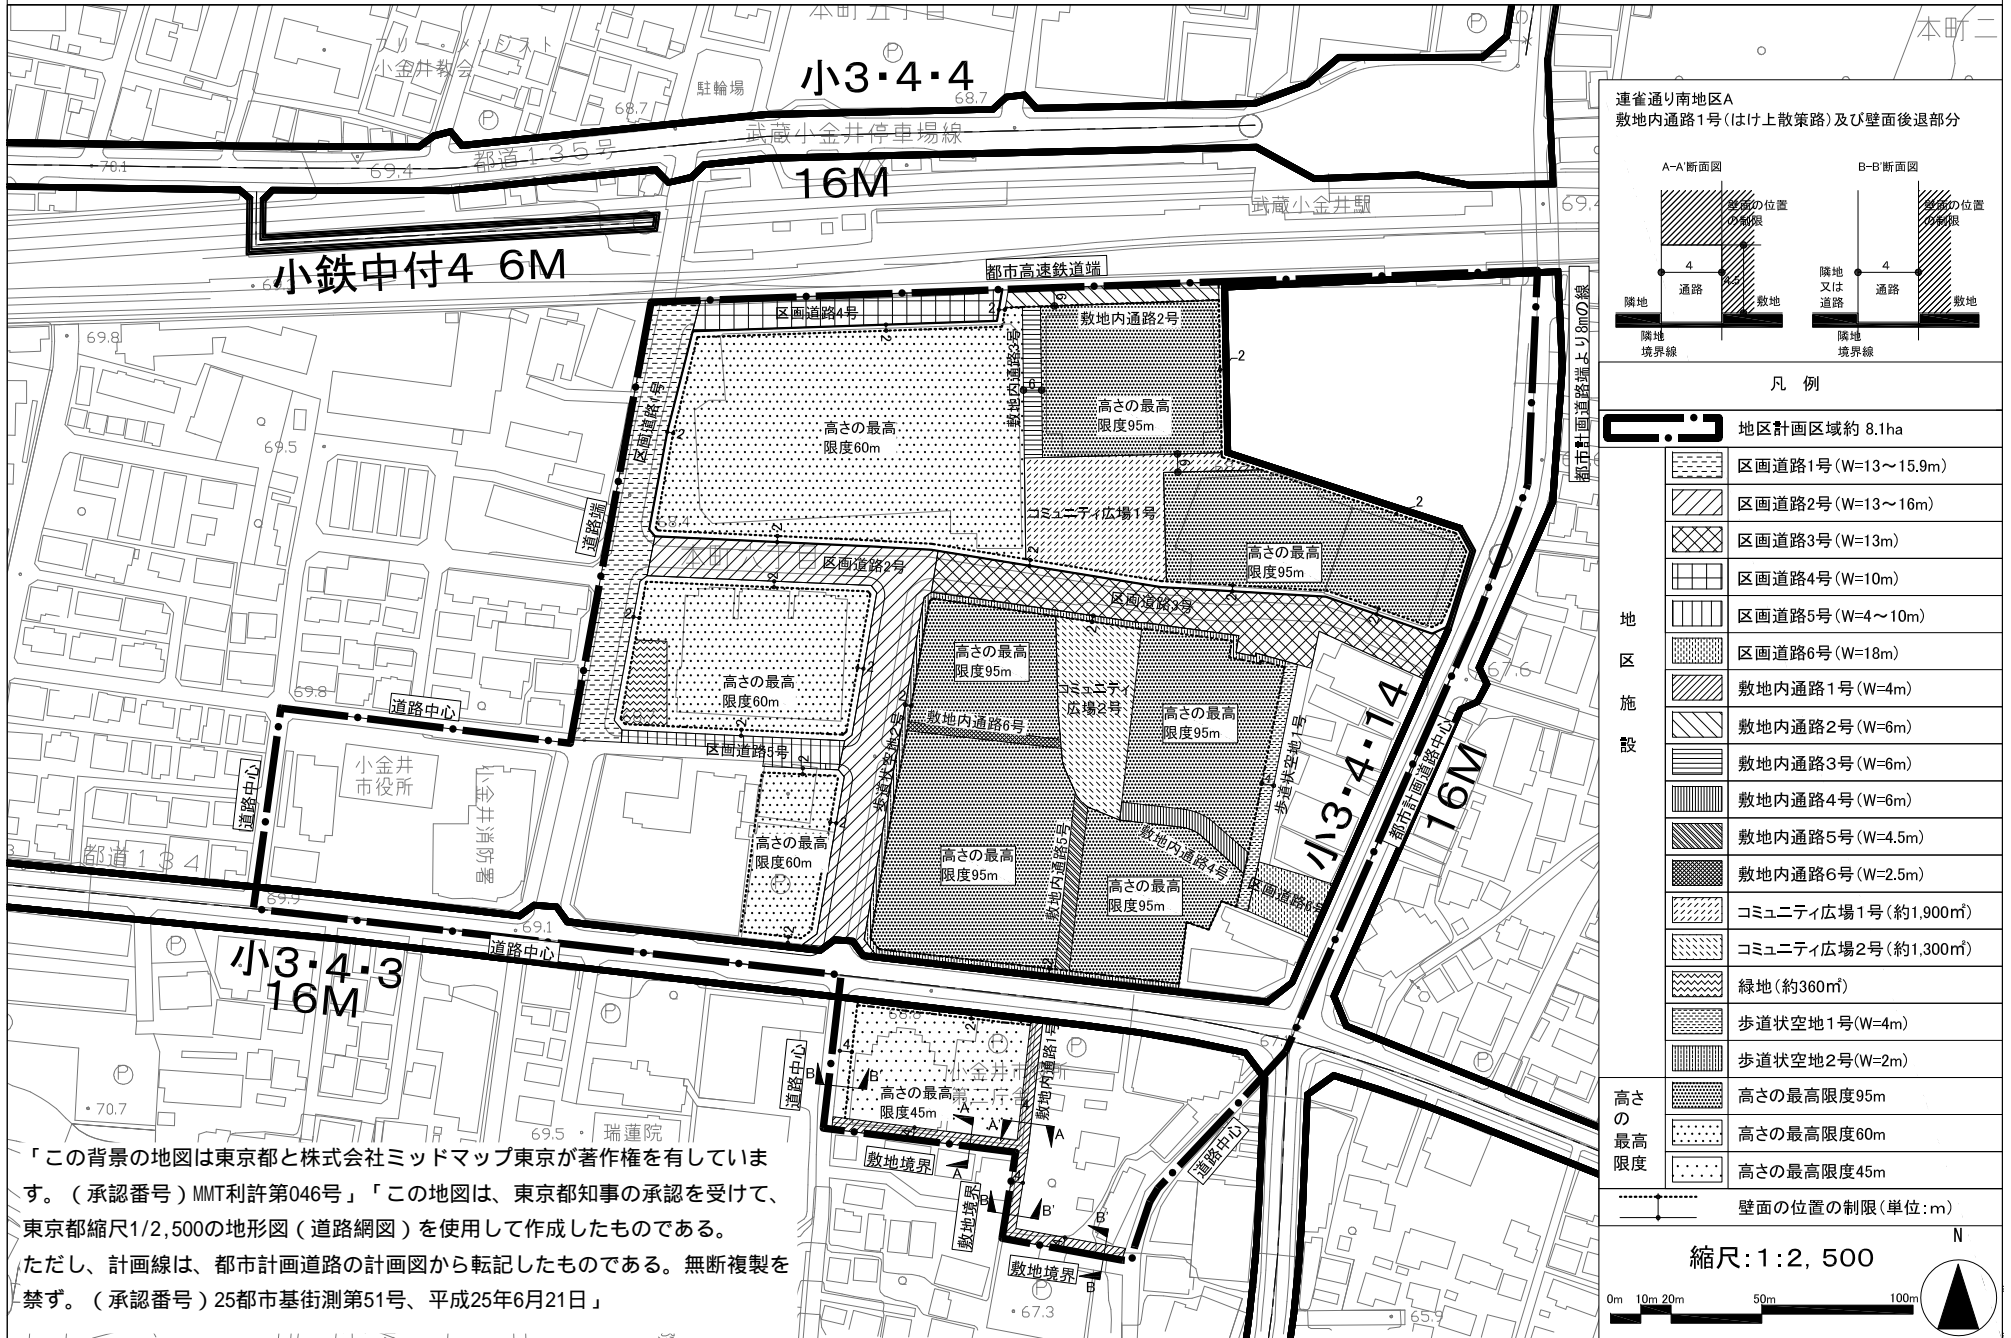 本町五丁目
本町二
フリー・メソジスト
小金井教会
駐輪場
小3・4・4
68.7
68.7
武蔵小金井停車場線
都道135号
70.1
69.4
16M
武蔵小金井駅
小鉄中付4 6M
都市高速鉄道端
都市計画道路端より8mの線
区画道路4号
敷地内通路2号
敷地内通路3号
区画道路1号
道路端
69.8
69.5
高さの最高
限度60m
高さの最高
限度95m
コミュニティ広場1号
高さの最高
限度95m
68.4
本町六丁目
区画道路2号
区画道路3号
高さの最高
限度60m
高さの最高
限度95m
コミュニティ
広場2号
高さの最高
限度95m
敷地内通路6号
区画道路5号
歩道状空地2号
歩道状空地1号
67.6
69.8
道路中心
道路中心
小金井
市役所
小金井消防署
高さの最高
限度60m
高さの最高
限度95m
敷地内通路5号
敷地内通路4号
高さの最高
限度95m
区画道路6号
小3・4・14
16M
都市計画道路中心
都道134
69.9
69.1
道路中心
小3・4・3
16M
道路中心
高さの最高
限度45m
敷地内通路1号
敷地境界
敷地境界
敷地境界
道路中心
70.7
69.5
瑞蓮院
67.3
65.9
「この背景の地図は東京都と株式会社ミッドマップ東京が著作権を有していま
す。（承認番号）MMT利許第046号」「この地図は、東京都知事の承認を受けて、
東京都縮尺1/2,500の地形図（道路網図）を使用して作成したものである。
ただし、計画線は、都市計画道路の計画図から転記したものである。無断複製を
禁ず。（承認番号）25都市基街測第51号、平成25年6月21日」
連雀通り南地区A
敷地内通路1号(はけ上散策路)及び壁面後退部分
A-A'断面図
B-B'断面図
壁面の位置
の制限
壁面の位置
の制限
4
通路
4.5
隣地
敷地
隣地
境界線
隣地
又は
道路
4
通路
敷地
隣地
境界線
凡 例
地区計画区域約 8.1ha
地区施設
区画道路1号(W=13～15.9m)
区画道路2号(W=13～16m)
区画道路3号(W=13m)
区画道路4号(W=10m)
区画道路5号(W=4～10m)
区画道路6号(W=18m)
敷地内通路1号(W=4m)
敷地内通路2号(W=6m)
敷地内通路3号(W=6m)
敷地内通路4号(W=6m)
敷地内通路5号(W=4.5m)
敷地内通路6号(W=2.5m)
コミュニティ広場1号(約1,900㎡)
コミュニティ広場2号(約1,300㎡)
緑地(約360㎡)
歩道状空地1号(W=4m)
歩道状空地2号(W=2m)
高さ
の
最高
限度
高さの最高限度95m
高さの最高限度60m
高さの最高限度45m
壁面の位置の制限(単位:m)
縮尺:1:2,500
N
0m 10m 20m 50m 100m